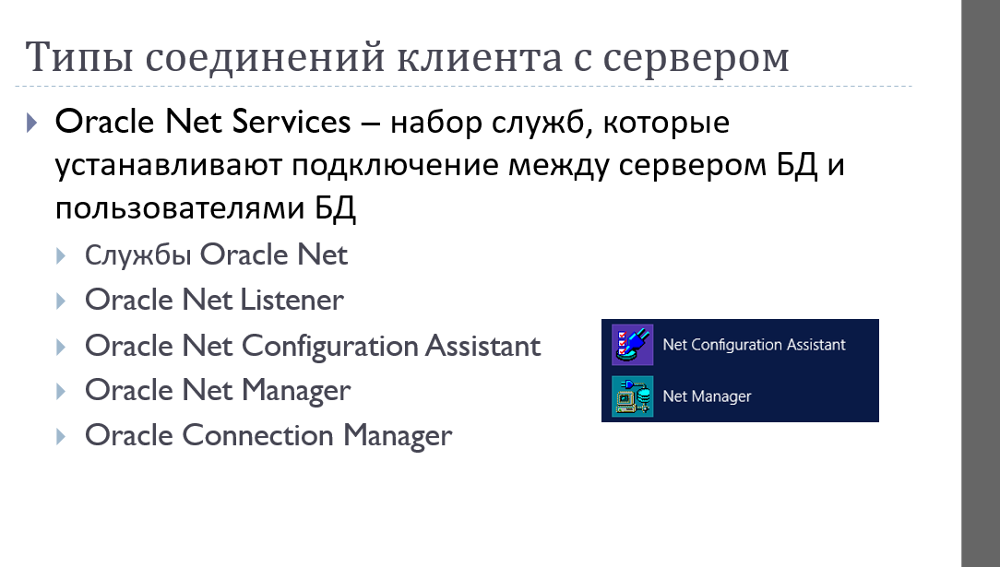 Типы соединений клиента с сервером
Oracle Net Services – набор служб, которые
устанавливают подключение между сервером БД и
пользователями БД
Службы Oracle Net
Oracle Net Listener
Oracle Net Configuration Assistant
Oracle Net Manager
Oracle Connection Manager
Net Configuration Assistant
Net Manager